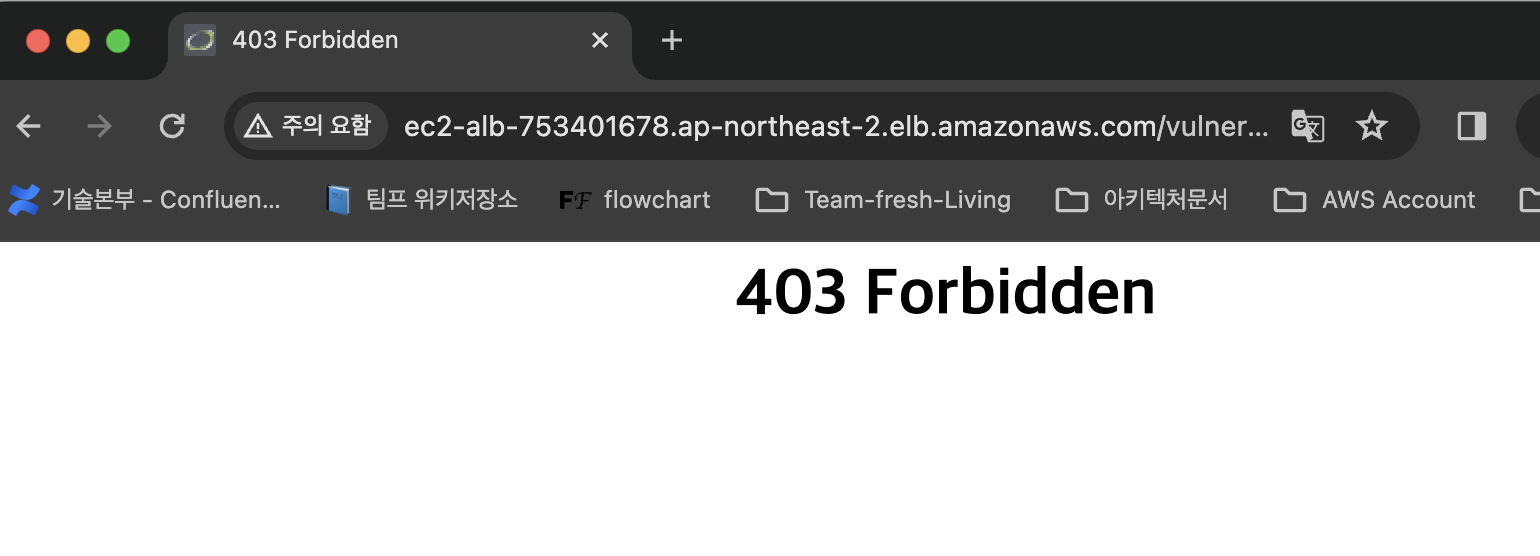 403 Forbidden
주의 요함 ec2-alb-753401678.ap-northeast-2.elb.amazonaws.com/vulner...
기술본부 - Confluen... 팀프 위키저장소 FF flowchart Team-fresh-Living 아키텍처문서 AWS Account
403 Forbidden